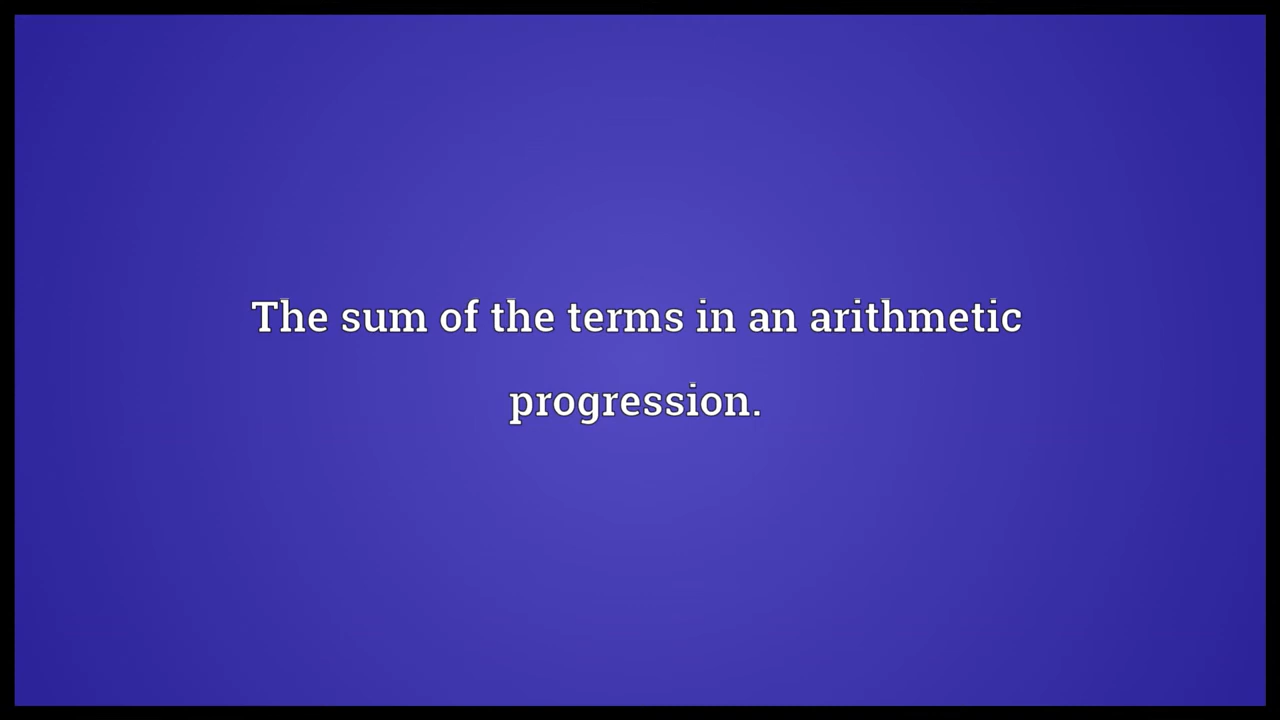 The sum of the terms in an arithmetic
progression.